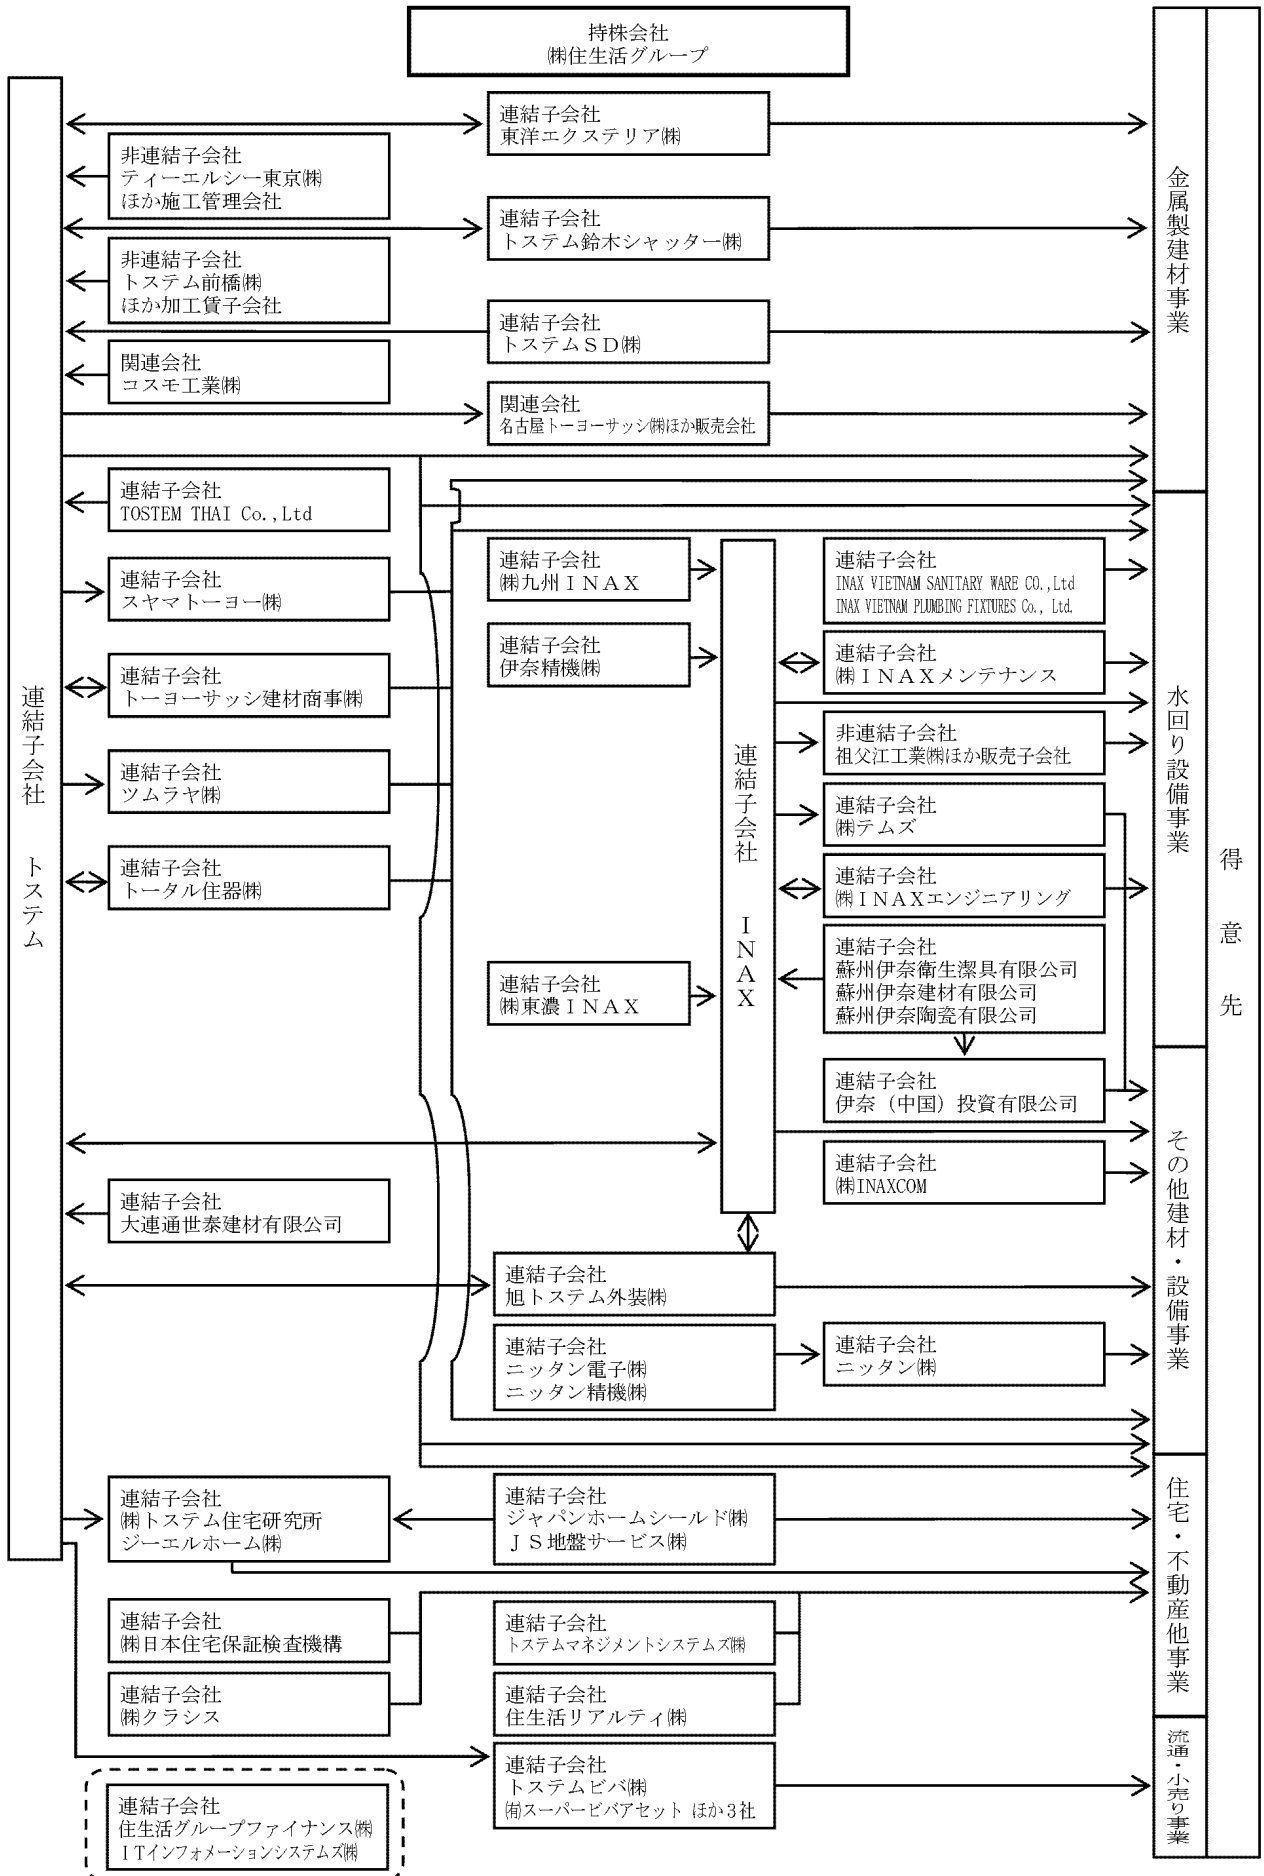 持株会社
㈱住生活グループ
連結子会社　トステム
連結子会社
東洋エクステリア㈱
非連結子会社
ティーエルシー東京㈱
ほか施工管理会社
連結子会社
トステム鈴木シャッター㈱
非連結子会社
トステム前橋㈱
ほか加工賃子会社
連結子会社
トステムＳＤ㈱
関連会社
コスモ工業㈱
関連会社
名古屋トーヨーサッシ㈱ほか販売会社
連結子会社
TOSTEM THAI Co.,Ltd
連結子会社
スヤマトーヨー㈱
連結子会社
トーヨーサッシ建材商事㈱
連結子会社
ツムラヤ㈱
連結子会社
トータル住器㈱
連結子会社
㈱九州ＩＮＡＸ
連結子会社
伊奈精機㈱
連結子会社
㈱東濃ＩＮＡＸ
連結子会社　ＩＮＡＸ
連結子会社
INAX VIETNAM SANITARY WARE CO.,Ltd
INAX VIETNAM PLUMBING FIXTURES Co., Ltd.
連結子会社
㈱ＩＮＡＸメンテナンス
非連結子会社
祖父江工業㈱ほか販売子会社
連結子会社
㈱テムズ
連結子会社
㈱ＩＮＡＸエンジニアリング
連結子会社
蘇州伊奈衛生潔具有限公司
蘇州伊奈建材有限公司
蘇州伊奈陶瓷有限公司
連結子会社
伊奈（中国）投資有限公司
連結子会社
㈱INAXCOM
連結子会社
大連通世泰建材有限公司
連結子会社
旭トステム外装㈱
連結子会社
ニッタン電子㈱
ニッタン精機㈱
連結子会社
ニッタン㈱
連結子会社
㈱トステム住宅研究所
ジーエルホーム㈱
連結子会社
ジャパンホームシールド㈱
ＪＳ地盤サービス㈱
連結子会社
㈱日本住宅保証検査機構
連結子会社
トステムマネジメントシステムズ㈱
連結子会社
㈱クラシス
連結子会社
住生活リアルティ㈱
連結子会社
トステムビバ㈱
㈲スーパービバアセット ほか３社
連結子会社
住生活グループファイナンス㈱
ＩＴインフォメーションシステムズ㈱
金属製建材事業
水回り設備事業
その他建材・設備事業
住宅・不動産他事業
流通・小売り事業
得意先